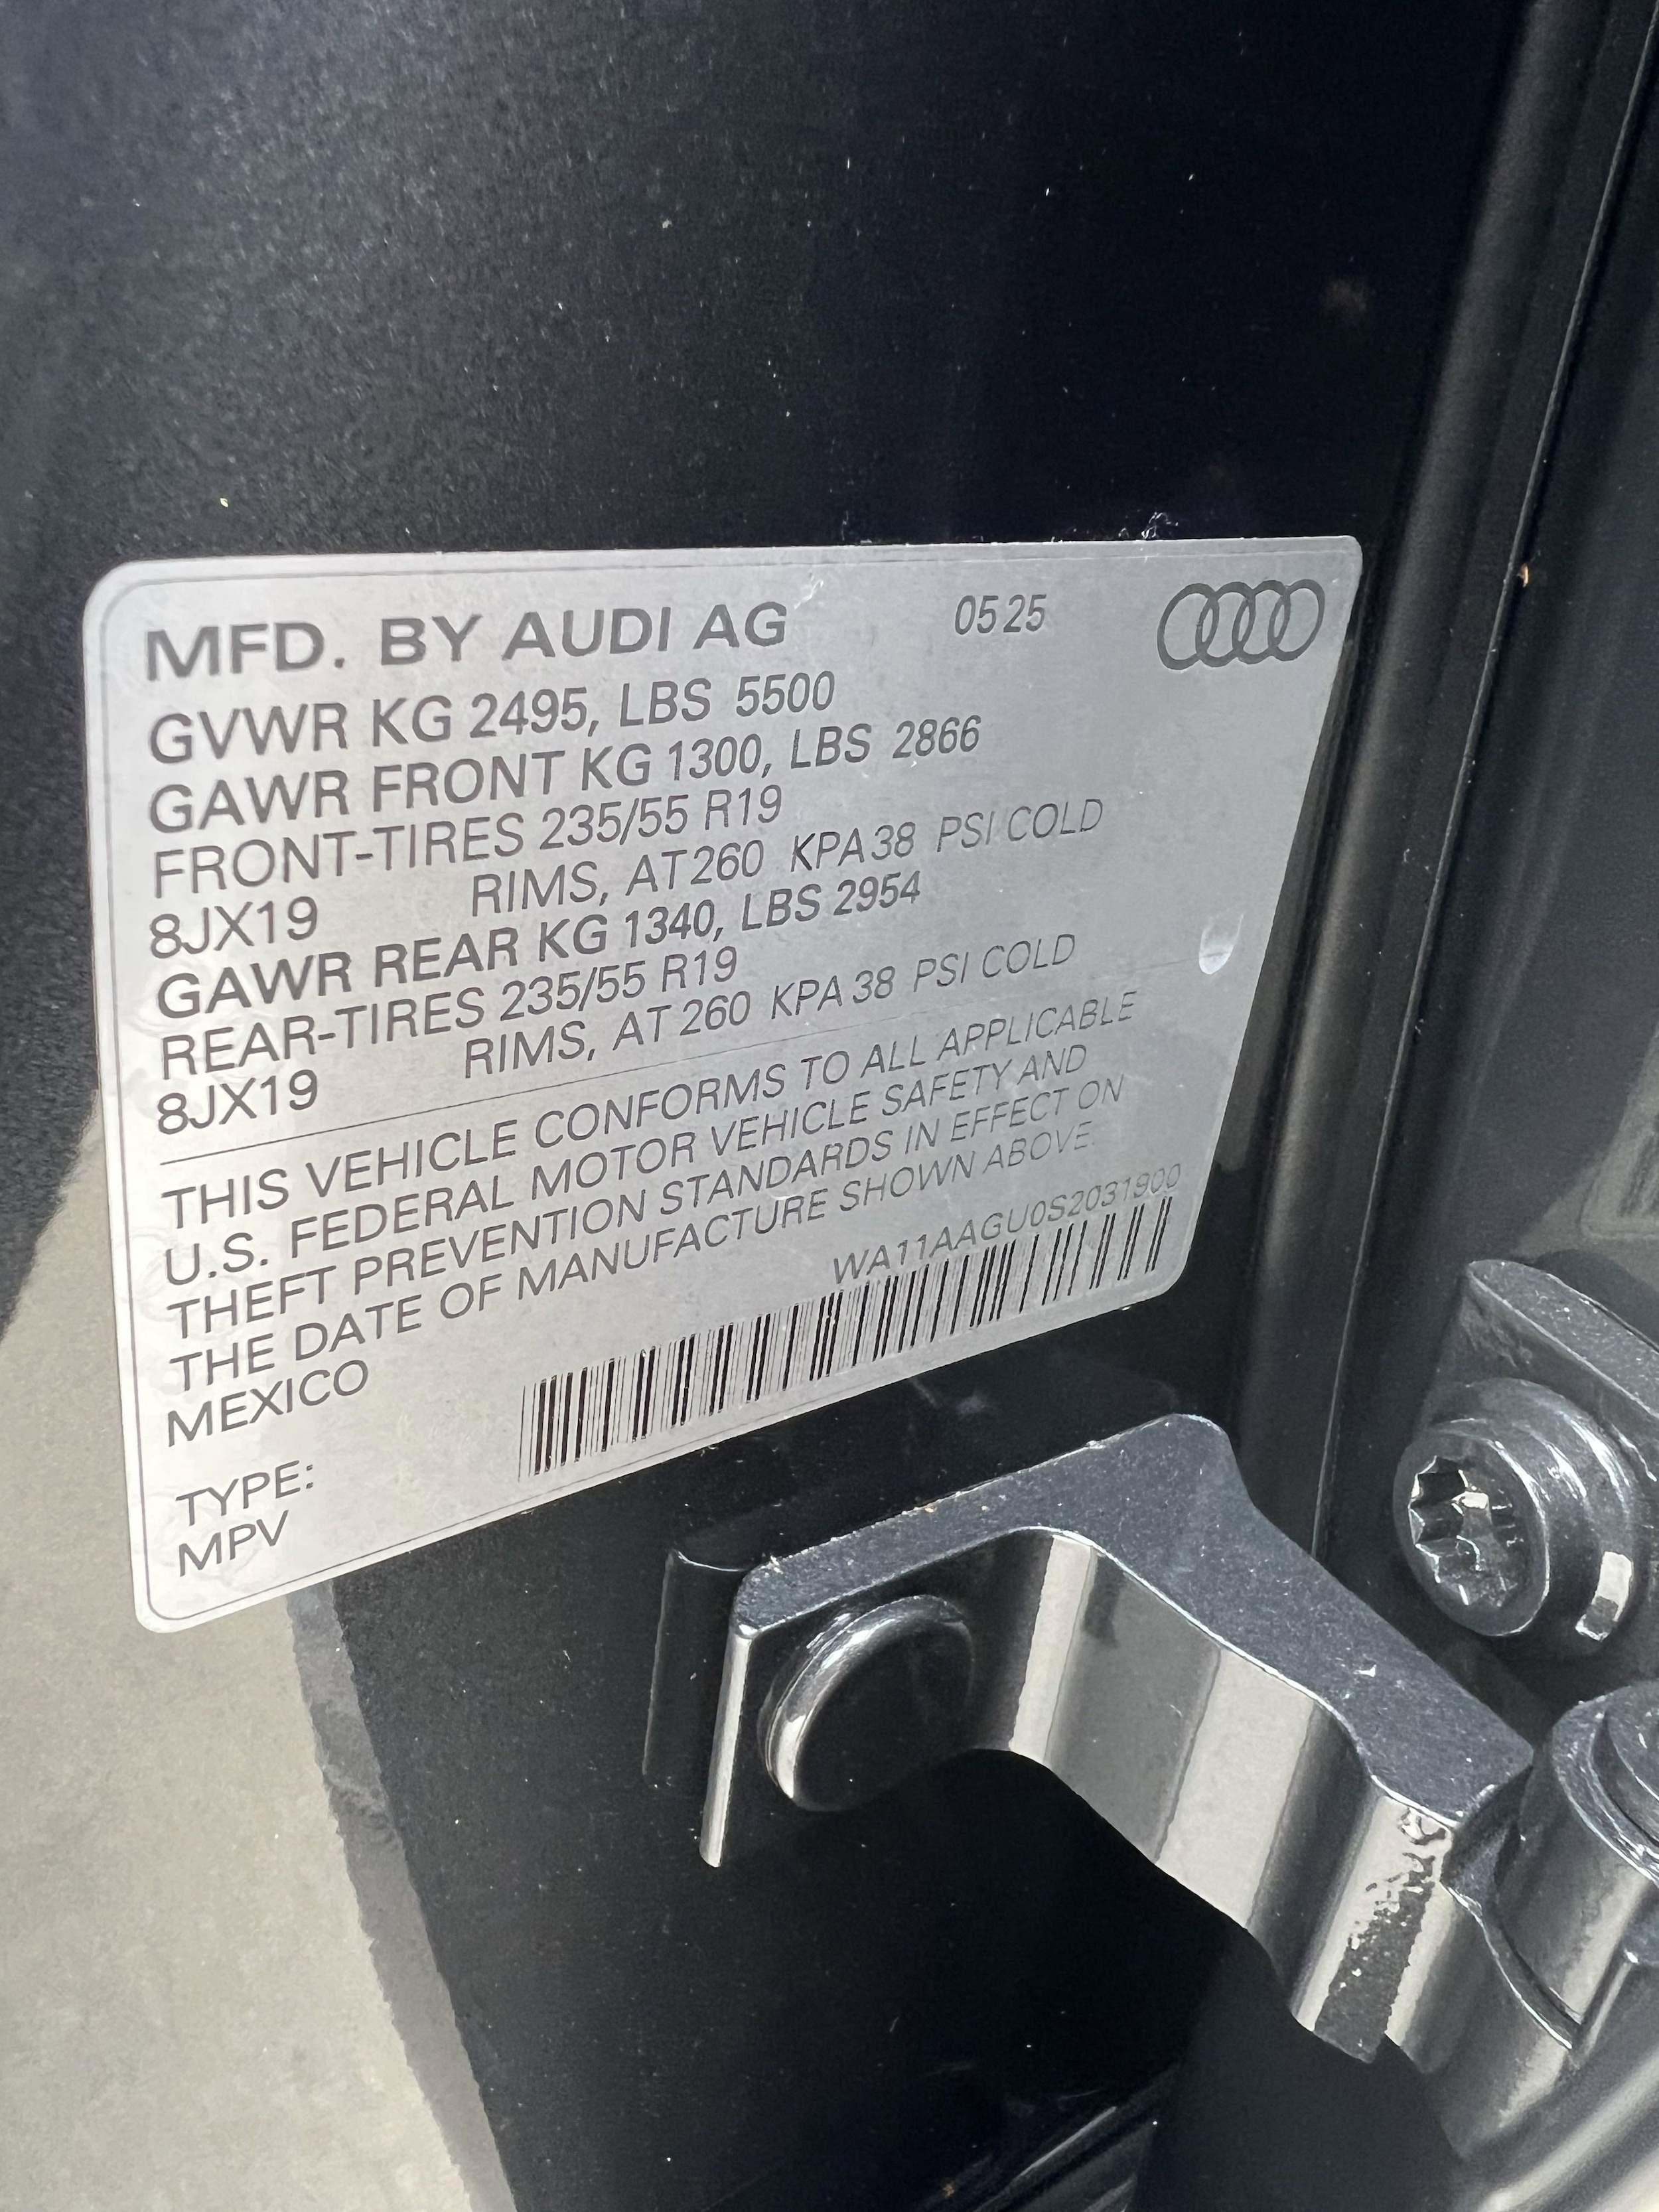 MFD. BY AUDI AG 05 25
GVWR KG 2495, LBS 5500
GAWR FRONT KG 1300, LBS 2866
FRONT-TIRES 235/55 R19
8JX19 RIMS, AT 260 KPA 38 PSI COLD
GAWR REAR KG 1340, LBS 2954
REAR-TIRES 235/55 R19
8JX19 RIMS, AT 260 KPA 38 PSI COLD
THIS VEHICLE CONFORMS TO ALL APPLICABLE
U.S. FEDERAL MOTOR VEHICLE SAFETY AND
THEFT PREVENTION STANDARDS IN EFFECT ON
THE DATE OF MANUFACTURE SHOWN ABOVE.
MEXICO WA11AAGU0S2031900
TYPE:
MPV